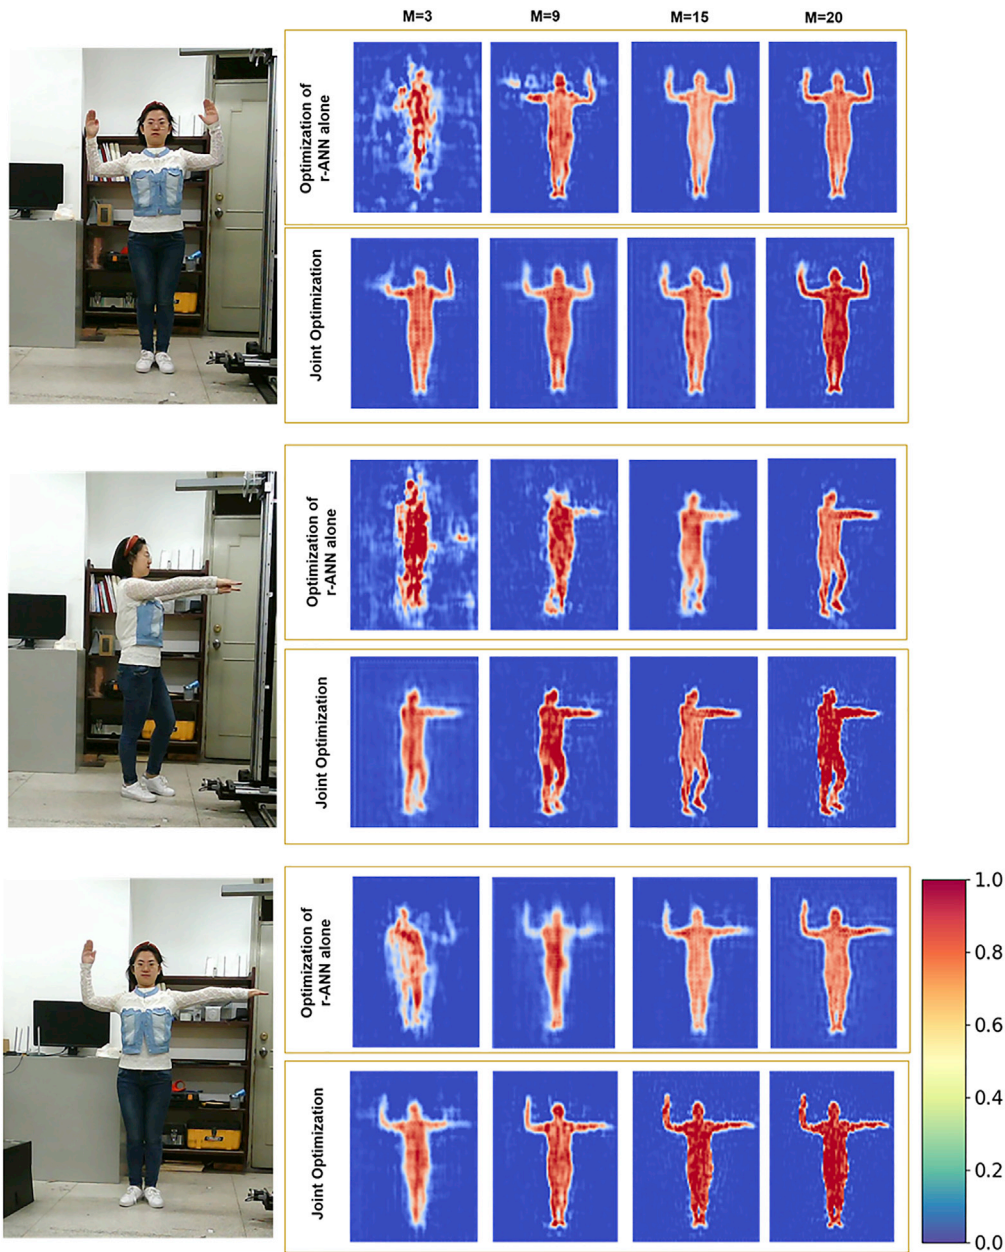 M=3 M=9 M=15 M=20
Optimization of
r-ANN alone
Joint Optimization
Optimization of
r-ANN alone
Joint Optimization
Optimization of
r-ANN alone
Joint Optimization
1.0
0.8
0.6
0.4
0.2
0.0